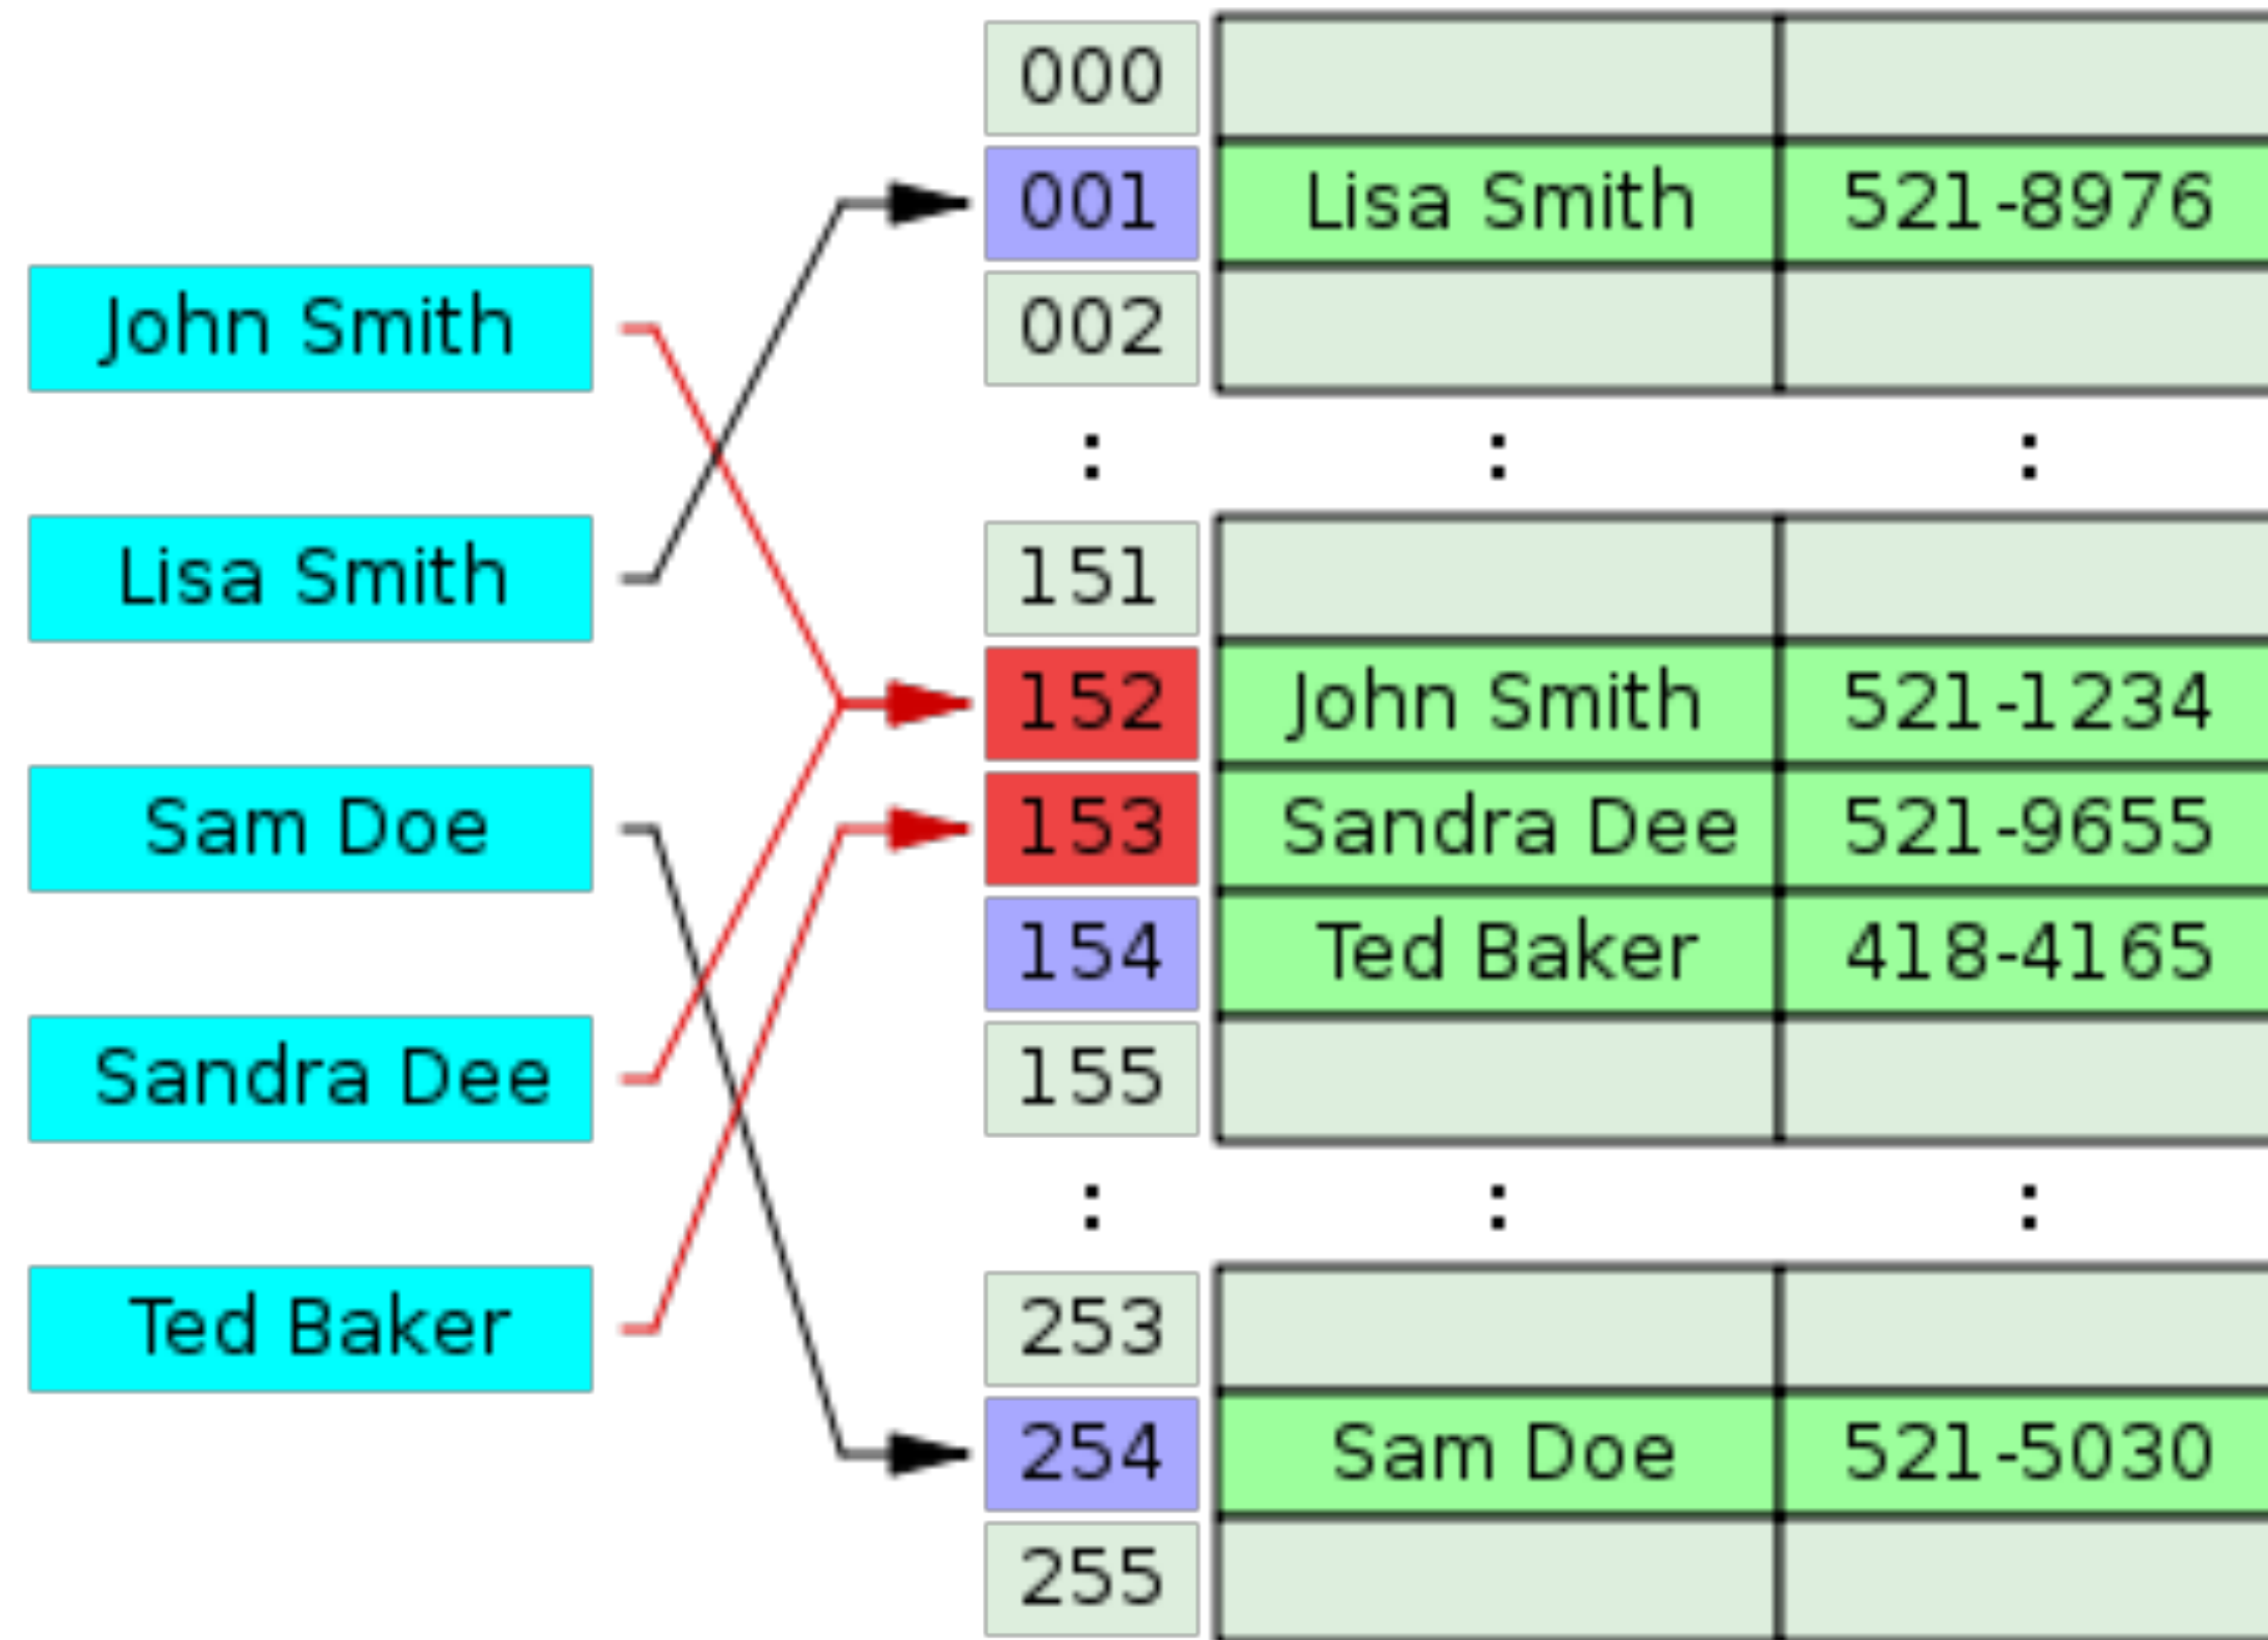 John Smith
Lisa Smith
Sam Doe
Sandra Dee
Ted Baker
000
001 Lisa Smith 521-8976
002
: : :
151
152 John Smith 521-1234
153 Sandra Dee 521-9655
154 Ted Baker 418-4165
155
: : :
253
254 Sam Doe 521-5030
255